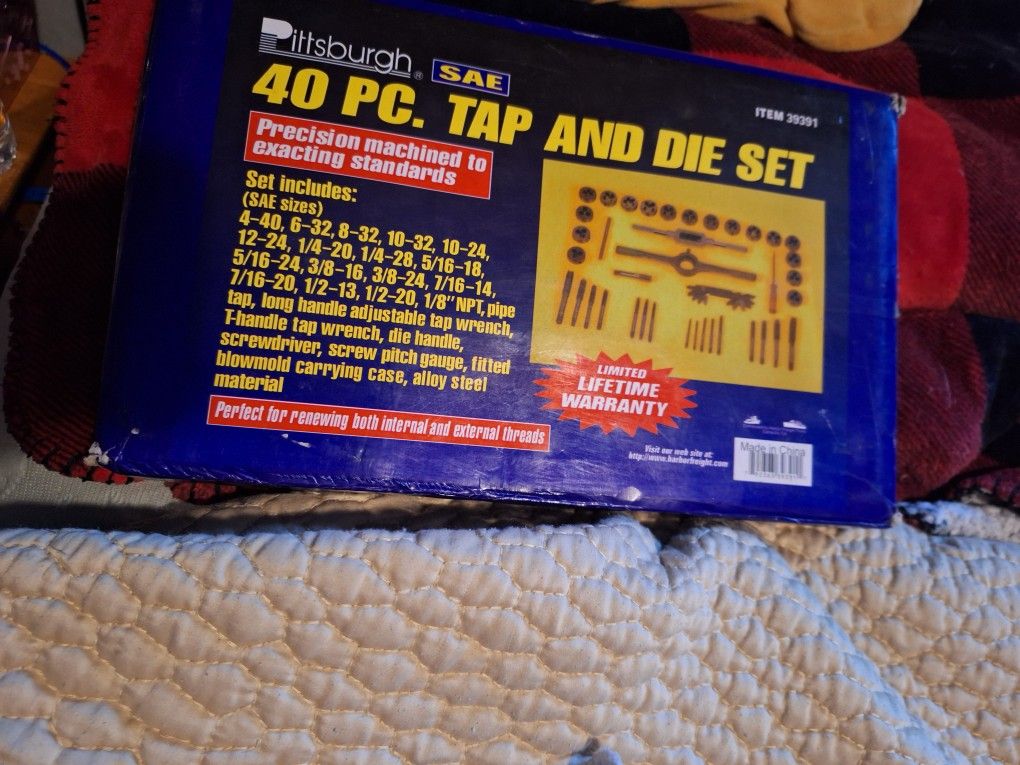 Pittsburgh ® SAE
ITEM 39391
40 PC. TAP AND DIE SET
Precision machined to
exacting standards
Set includes:
(SAE sizes)
4-40, 6-32, 8-32, 10-32, 10-24,
12-24, 1/4-20, 1/4-28, 5/16-18,
5/16-24, 3/8-16, 3/8-24, 7/16-14,
7/16-20, 1/2-13, 1/2-20, 1/8" NPT, pipe
tap, long handle adjustable tap wrench,
T-handle tap wrench, die handle,
screwdriver, screw pitch gauge, fitted
blowmold carrying case, alloy steel
material
LIMITED
LIFETIME
WARRANTY
Perfect for renewing both internal and external threads
Visit our web site at:
http://www.harborfreight.com
Made in China